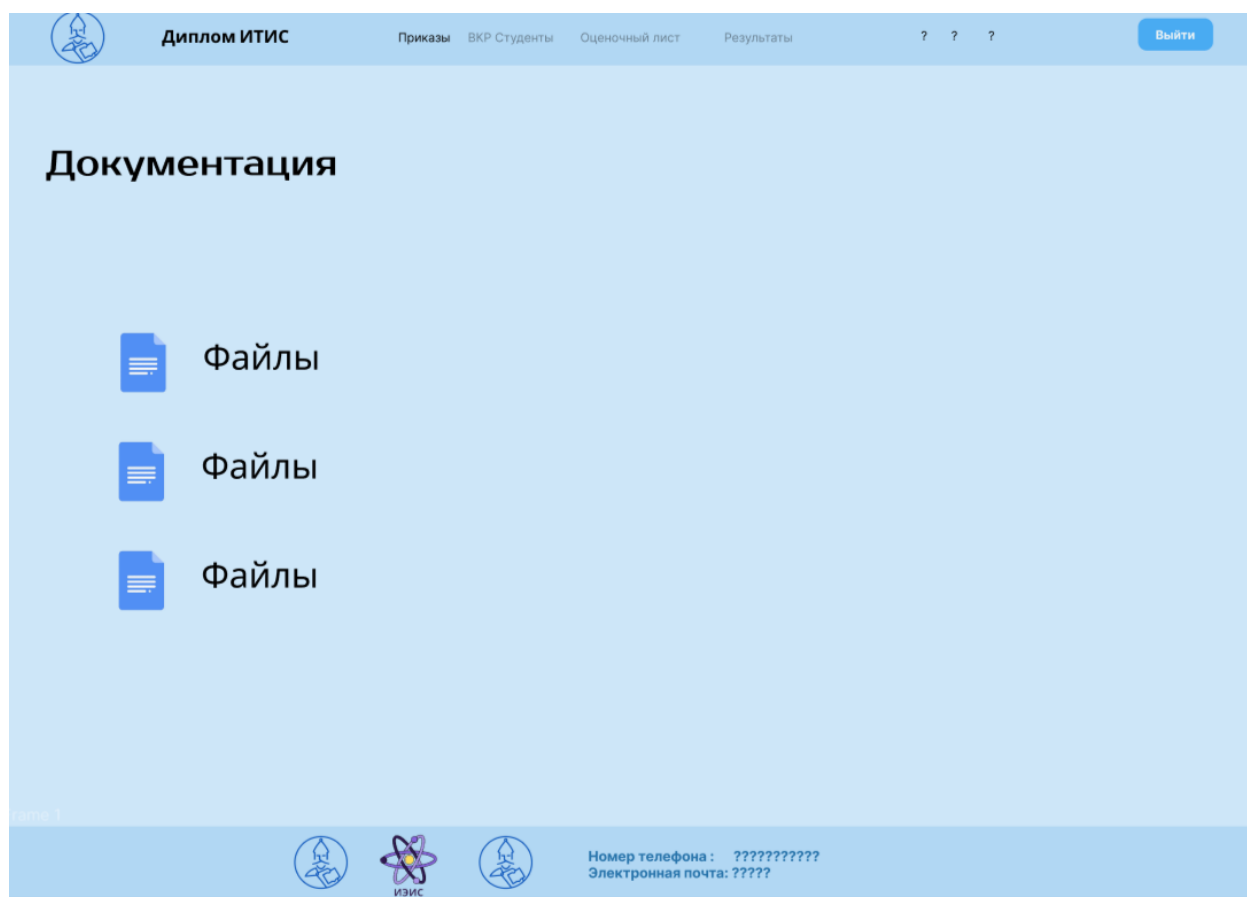 Диплом ИТИС Приказы ВКР Студенты Оценочный лист Результаты ? ? ? Выйти
Документация
Файлы
Файлы
Файлы
rame 1
ИЭИС
Номер телефона : ???????????
Электронная почта: ?????